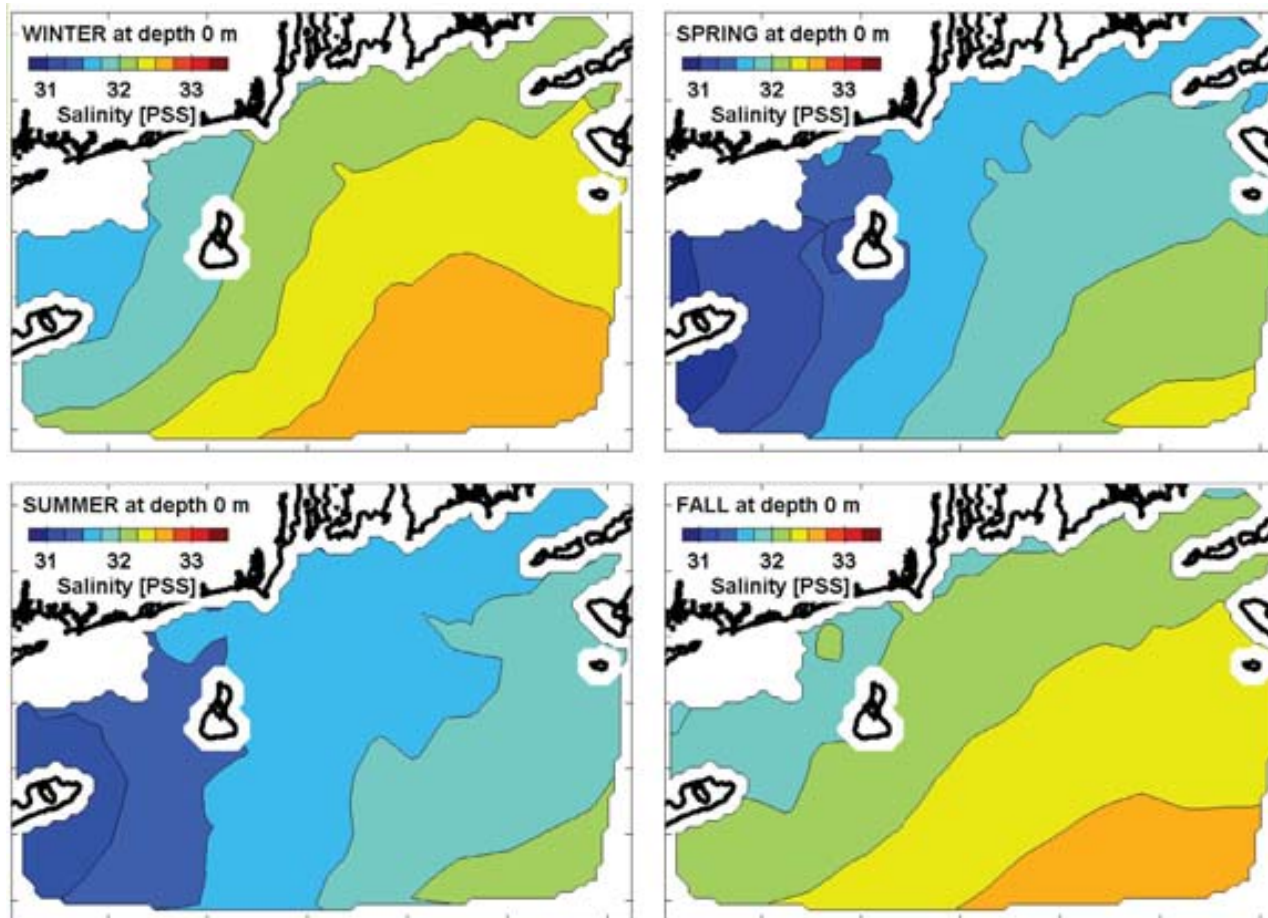 WINTER at depth 0 m
31 32 33
Salinity [PSS]
SPRING at depth 0 m
31 32 33
Salinity [PSS]
SUMMER at depth 0 m
31 32 33
Salinity [PSS]
FALL at depth 0 m
31 32 33
Salinity [PSS]